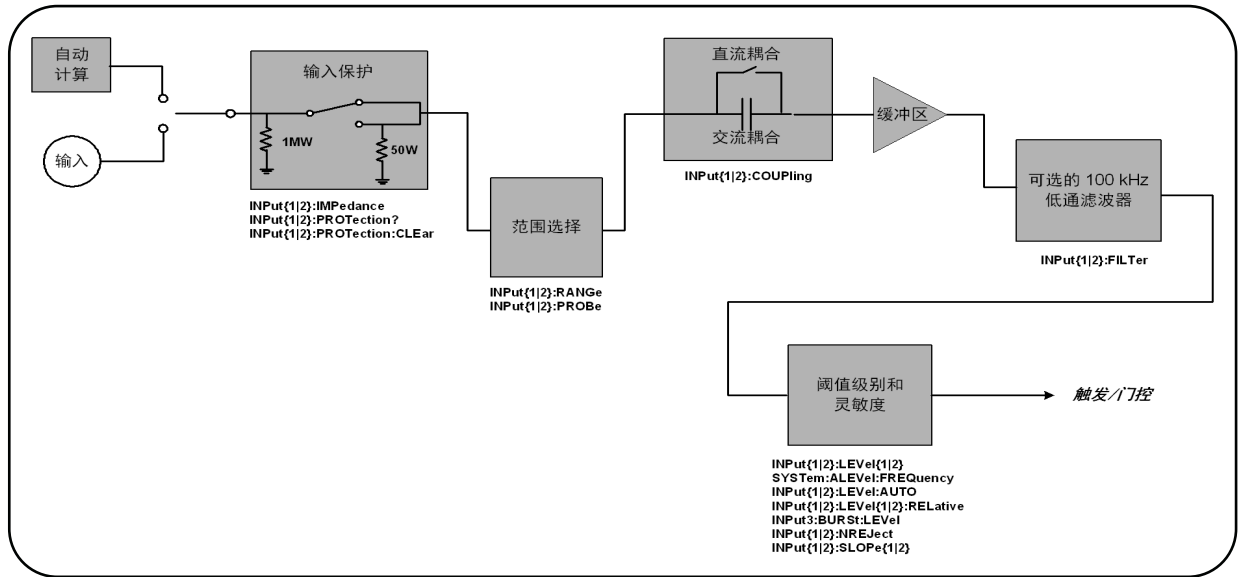 自动
计算
输入
输入保护
1MW
50W
INPut{1|2}:IMPedance
INPut{1|2}:PROTection?
INPut{1|2}:PROTection:CLEar
范围选择
INPut{1|2}:RANGe
INPut{1|2}:PROBe
直流耦合
交流耦合
INPut{1|2}:COUPling
缓冲区
可选的 100 kHz
低通滤波器
INPut{1|2}:FILTer
阈值级别和
灵敏度
触发/门控
INPut{1|2}:LEVel{1|2}
SYSTem:ALEVel:FREQuency
INPut{1|2}:LEVel:AUTO
INPut{1|2}:LEVel{1|2}:RELative
INPut3:BURSt:LEVel
INPut{1|2}:NREJect
INPut{1|2}:SLOPe{1|2}